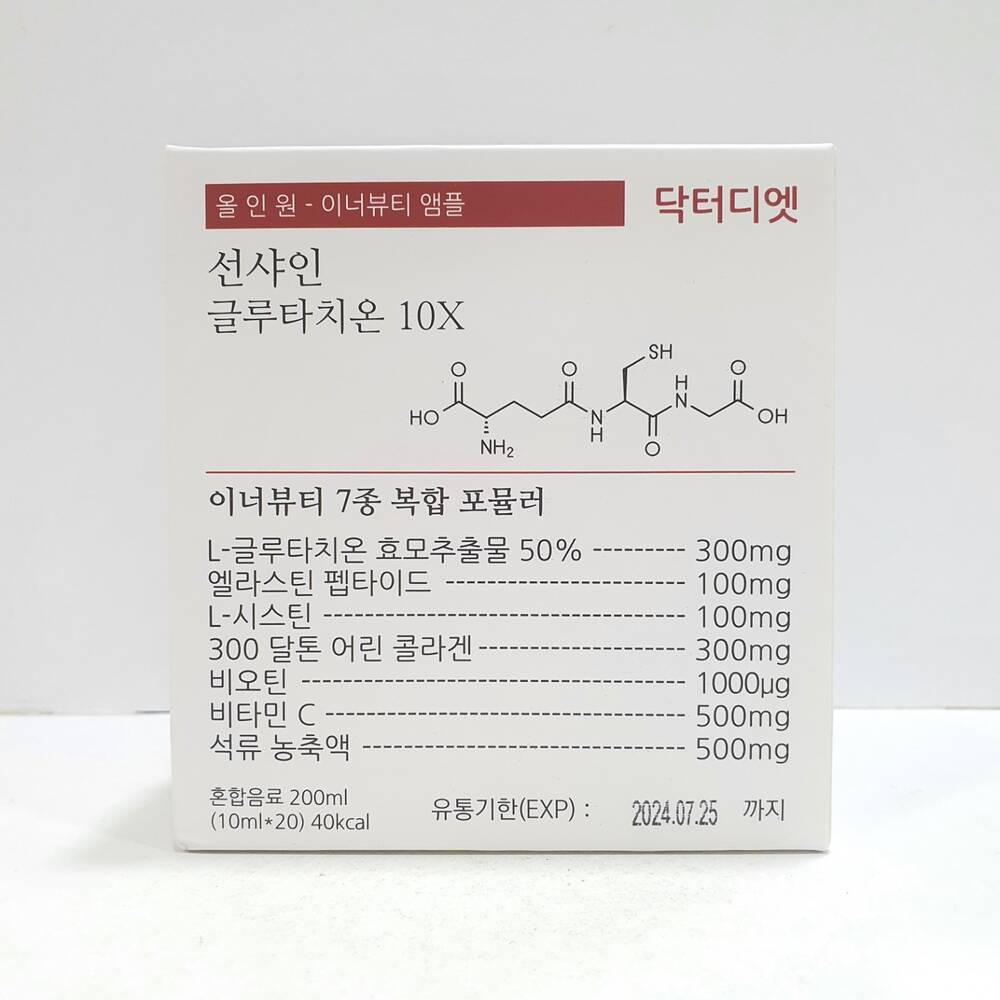 올인원 - 이너뷰티 앰플
닥터디엣
선샤인
글루타치온 10X
SH
O
O
H
O
HO
N
OH
N
H
NH₂
O
O
이너뷰티 7종 복합 포뮬러
L-글루타치온 효모추출물 50% --------- 300mg
엘라스틴 펩타이드 ----------------------- 100mg
L-시스틴 ----------------------------------- 100mg
300 달톤 어린 콜라겐 -------------------- 300mg
비오틴 ------------------------------------- 1000µg
비타민 C ----------------------------------- 500mg
석류 농축액 ------------------------------- 500mg
혼합음료 200ml
(10ml*20) 40kcal
유통기한(EXP) : 2024.07.25 까지